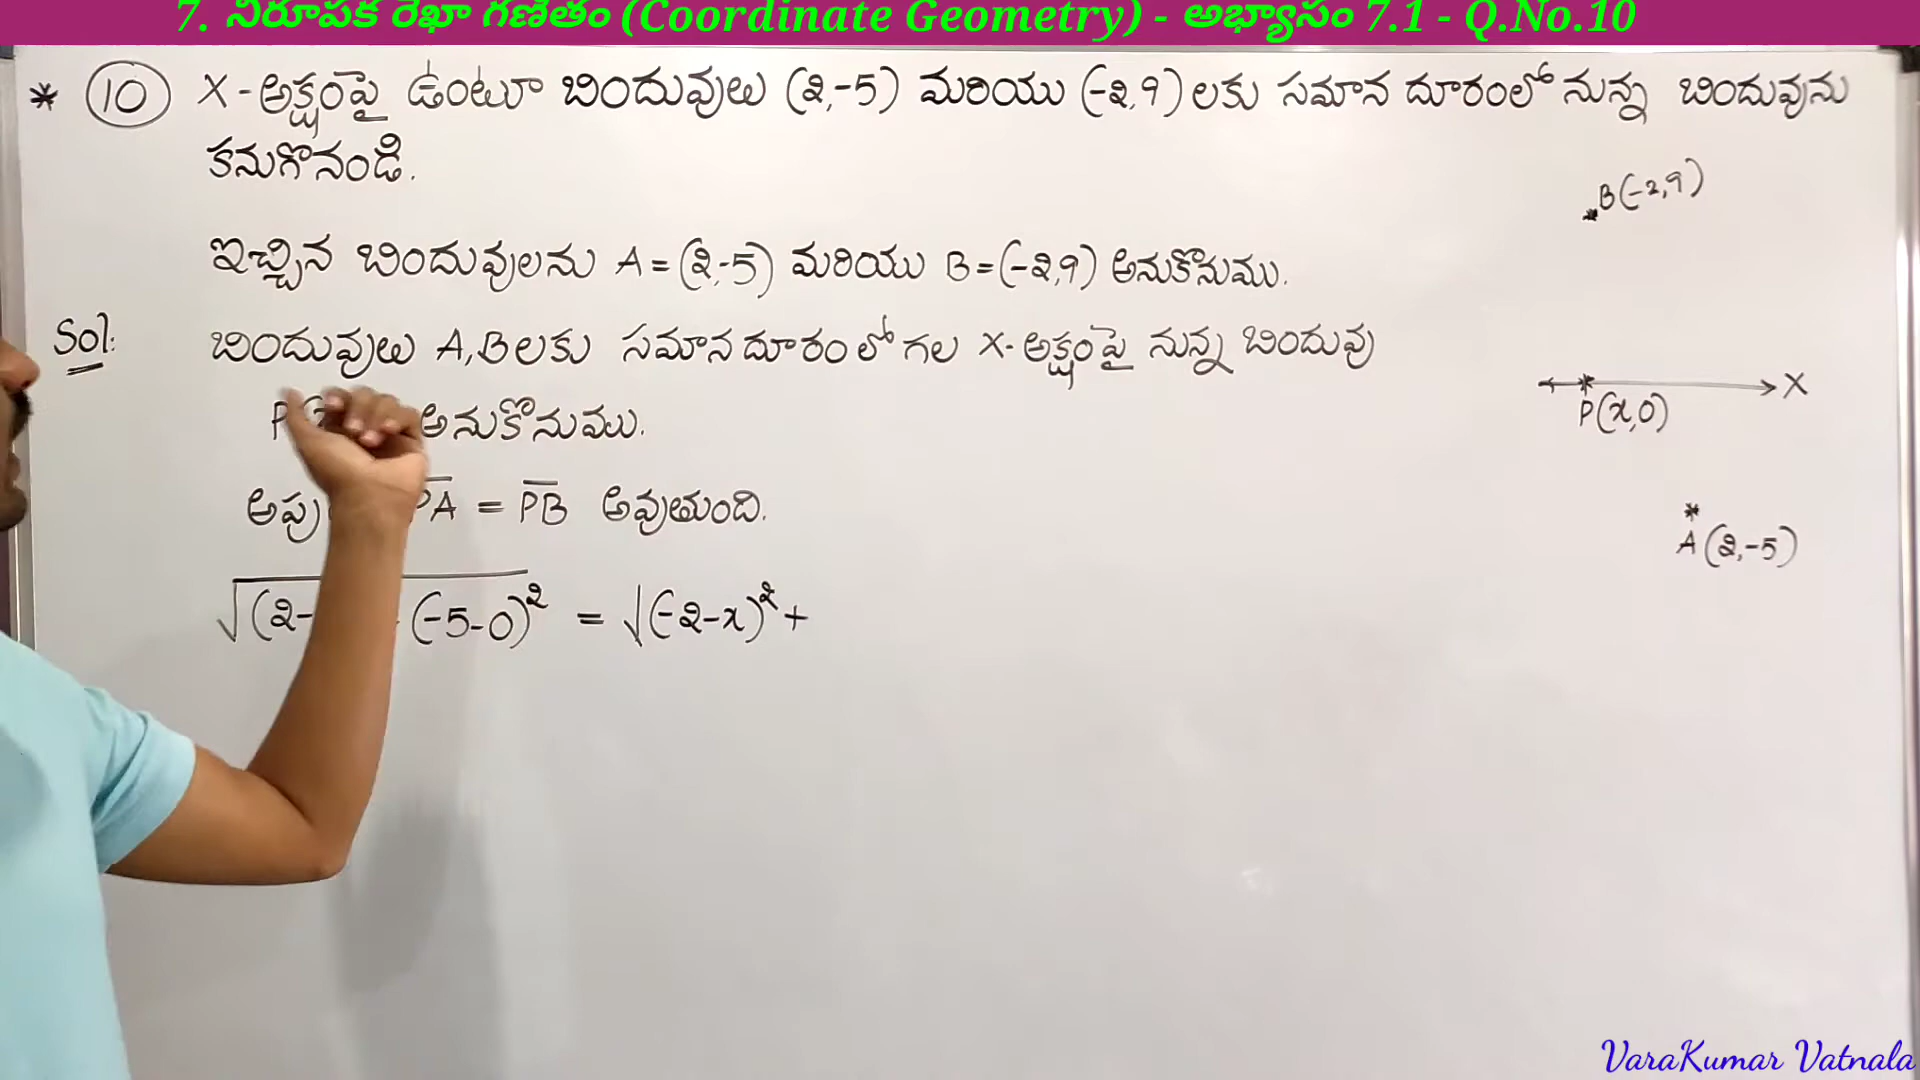 7. నిరూపక రేఖా గణితం (Coordinate Geometry) - అభ్యాసం 7.1 - Q.No.10
* 10 X-అక్షంపై ఉంటూ బిందువులు (2,-5) మరియు (-2,9) లకు సమాన దూరంలో నున్న బిందువును
కనుగొనండి.
B(-2,9)
ఇచ్చిన బిందువులను A=(2,-5) మరియు B=(-2,9) అనుకొనుము.
Sol: బిందువులు A,B లకు సమాన దూరంలో గల X-అక్షంపై నున్న బిందువు
X
P(x,0)
P( అనుకొనుము.
PA = PB అవుతుంది.
A(2,-5)
√(2- (-5-0)² = √(-2-x)² +
VaraKumar Vatnala